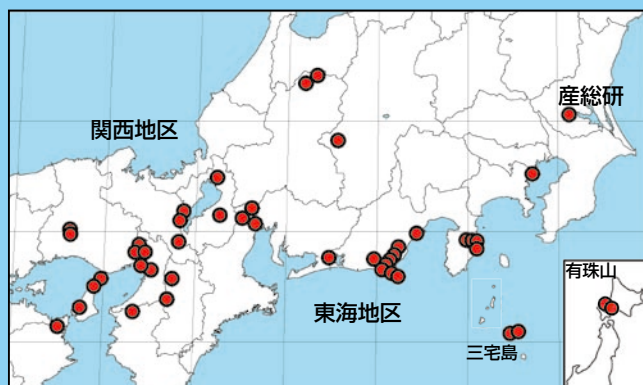 産総研
関西地区
東海地区
有珠山
三宅島